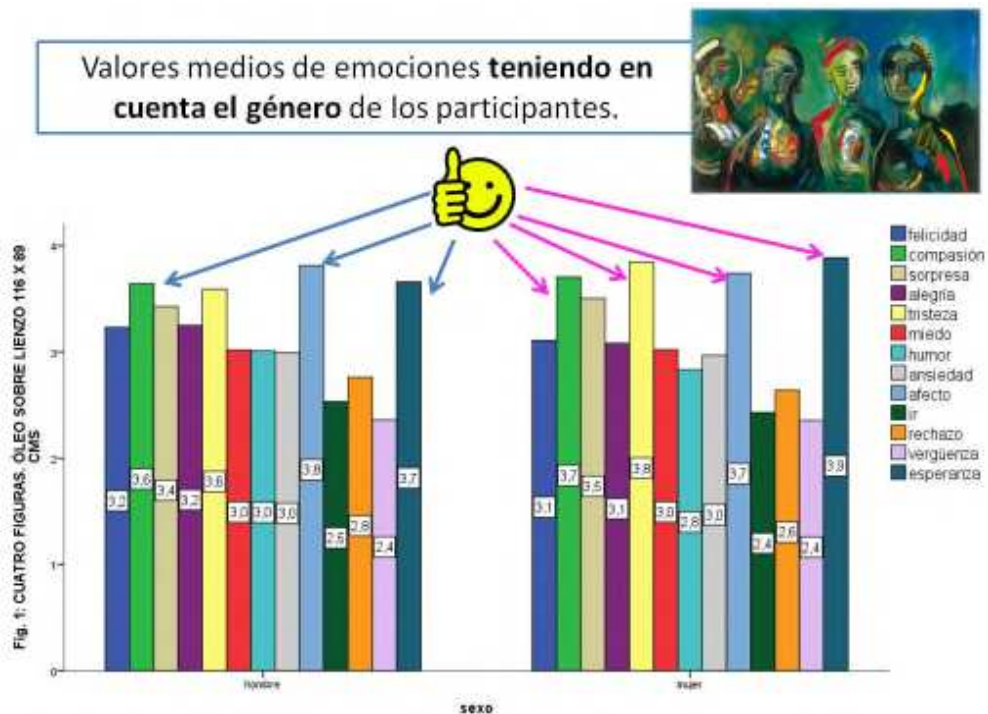 Valores medios de emociones teniendo en
cuenta el género de los participantes.
Fig. 1: CUATRO FIGURAS. ÓLEO SOBRE LIENZO 116 X 89
CMS
4
3
2
1
0
3,2
3,6
3,4
3,2
3,6
3,0
3,0
3,0
3,8
2,5
2,8
2,4
3,7
3,1
3,7
3,5
3,1
3,8
3,0
2,8
3,0
3,7
2,4
2,6
2,4
3,9
hombre
mujer
sexo
felicidad
compasión
sorpresa
alegría
tristeza
miedo
humor
ansiedad
afecto
ir
rechazo
vergüenza
esperanza